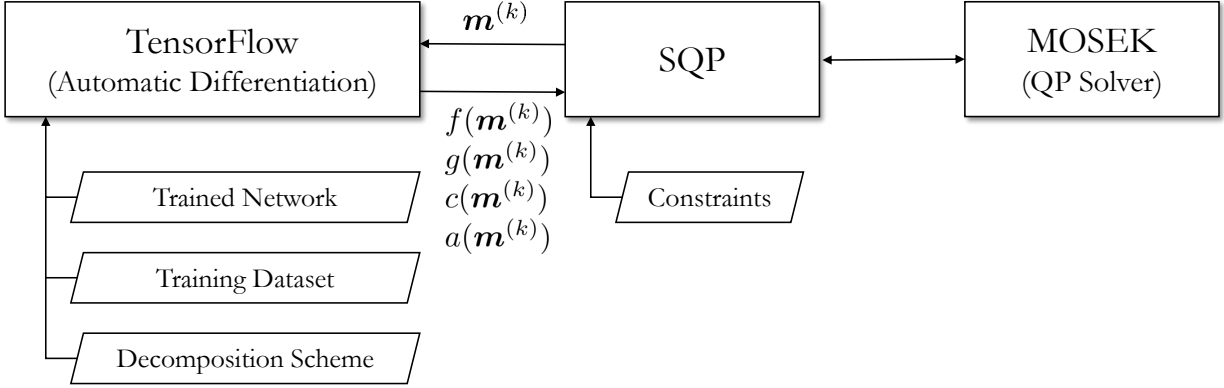 TensorFlow
(Automatic Differentiation)
m^{(k)}
SQP
MOSEK
(QP Solver)
f(m^{(k)})
g(m^{(k)})
c(m^{(k)})
a(m^{(k)})
Trained Network
Training Dataset
Decomposition Scheme
Constraints